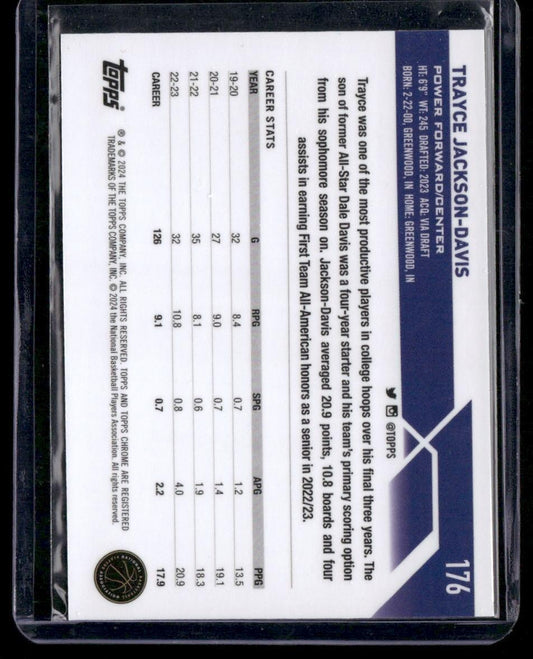 176
TRAYCE JACKSON-DAVIS
POWER FORWARD/CENTER
HT: 6'9" WT: 245 DRAFTED: 2023 ACQ: VIA DRAFT
BORN: 2-22-00, GREENWOOD, IN HOME: GREENWOOD, IN
@TOPPS
Trayce was one of the most productive players in college hoops over his final three years. The
son of former All-Star Dale Davis was a four-year starter and his team's primary scoring option
from his sophomore season on. Jackson-Davis averaged 20.9 points, 10.8 boards and four
assists in earning First Team All-American honors as a senior in 2022/23.
CAREER STATS
YEAR G RPG SPG APG PPG
19-20 32 8.4 0.7 1.2 13.5
20-21 27 9.0 0.7 1.4 19.1
21-22 35 8.1 0.6 1.9 18.3
22-23 32 10.8 0.8 4.0 20.9
CAREER 126 9.1 0.7 2.2 17.9
topps
® & © 2024 THE TOPPS COMPANY, INC. ALL RIGHTS RESERVED. TOPPS AND TOPPS CHROME ARE REGISTERED
TRADEMARKS OF THE TOPPS COMPANY, INC. © 2024 the National Basketball Players Association. All rights reserved.